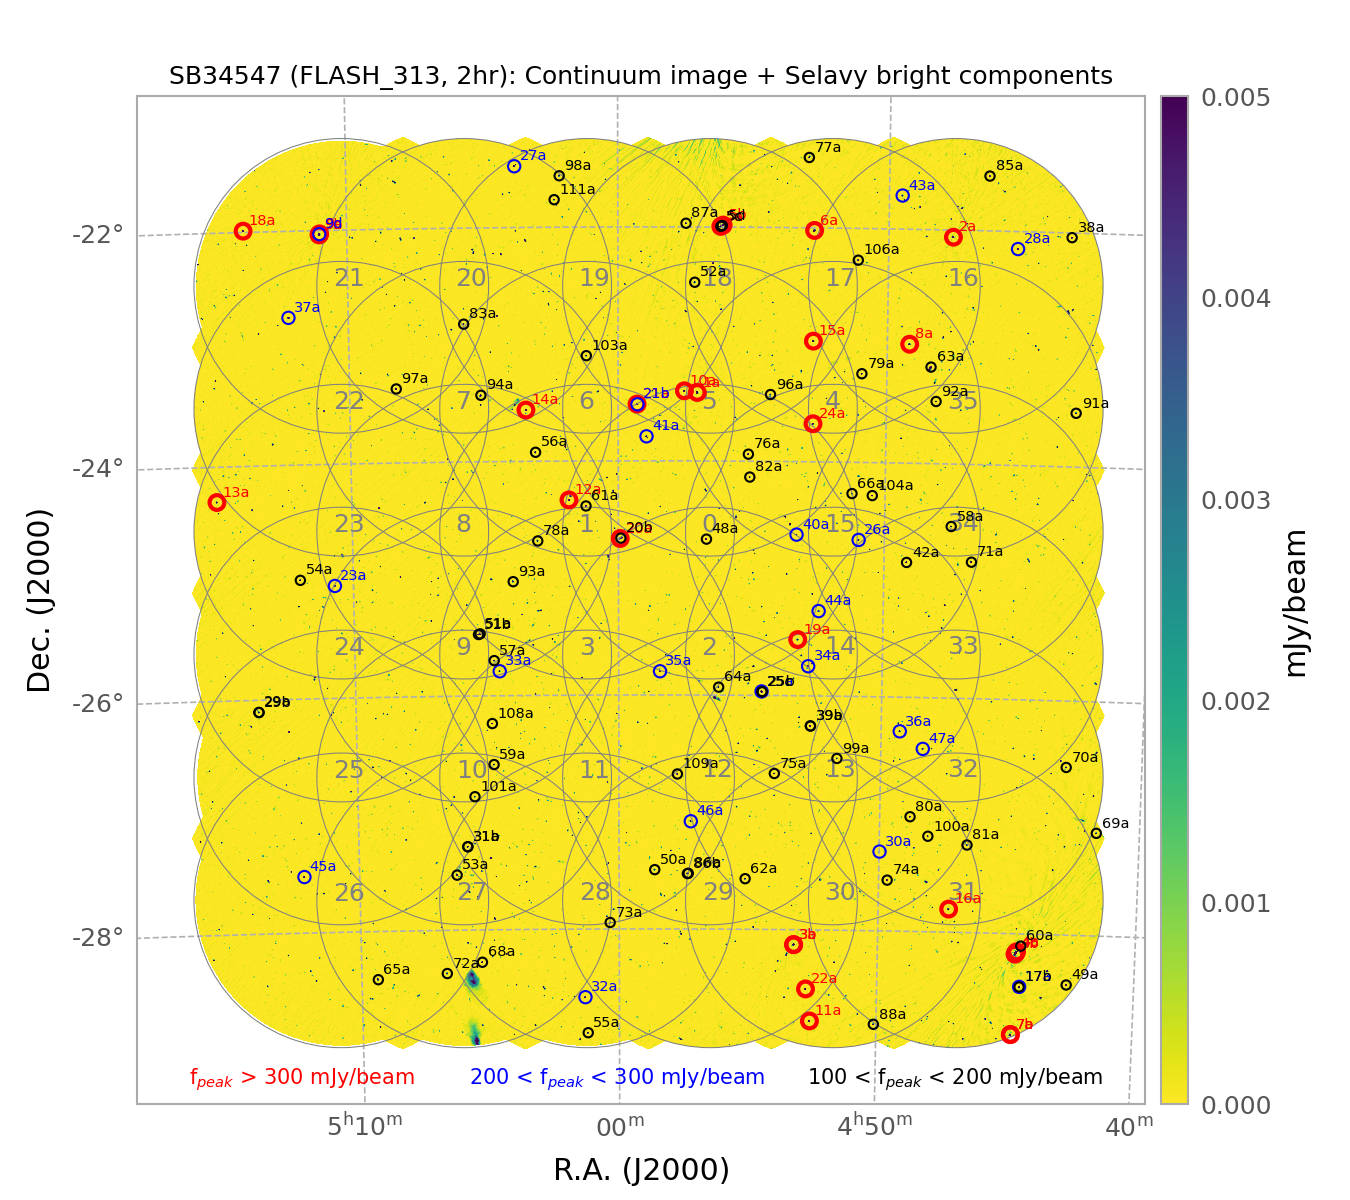 SB34547 (FLASH_313, 2hr): Continuum image + Selavy bright components
0.005
77a
27a
98a
85a
43a
111a
87a
18a
6a
2a
38a
-22°
28a
106a
52a
21 20 19 18 17 16
0.004
37a
83a
15a
8a
103a
63a
79a
97a
94a
10a
96a
92a
14a
21b
22 7 6 5 4 35
91a
24a
41a
56a
76a
-24°
82a
13a
12a
61a
66a
104a
0.003
58a
23 8 1 0 15 34
78a
20b
48a
40a
26a
42a
71a
54a
23a
93a
44a
51b
19a
24 9 3 2 14 33
57a
33a
35a
34a
64a
mJy/beam
Dec. (J2000)
-26°
29b
108a
39b
36a
47a
0.002
59a
99a
25 10 11 12 13 32
109a
75a
70a
101a
46a
80a
100a
69a
31b
81a
30a
45a
53a
50a
86b
62a
74a
26 27 28 29 30 31
16a
0.001
73a
-28°
60a
68a
72a
65a
17b
49a
32a
22a
11a
88a
55a
f_peak > 300 mJy/beam 200 < f_peak < 300 mJy/beam 100 < f_peak < 200 mJy/beam
0.000
5h10m 00m 4h50m 40m
R.A. (J2000)